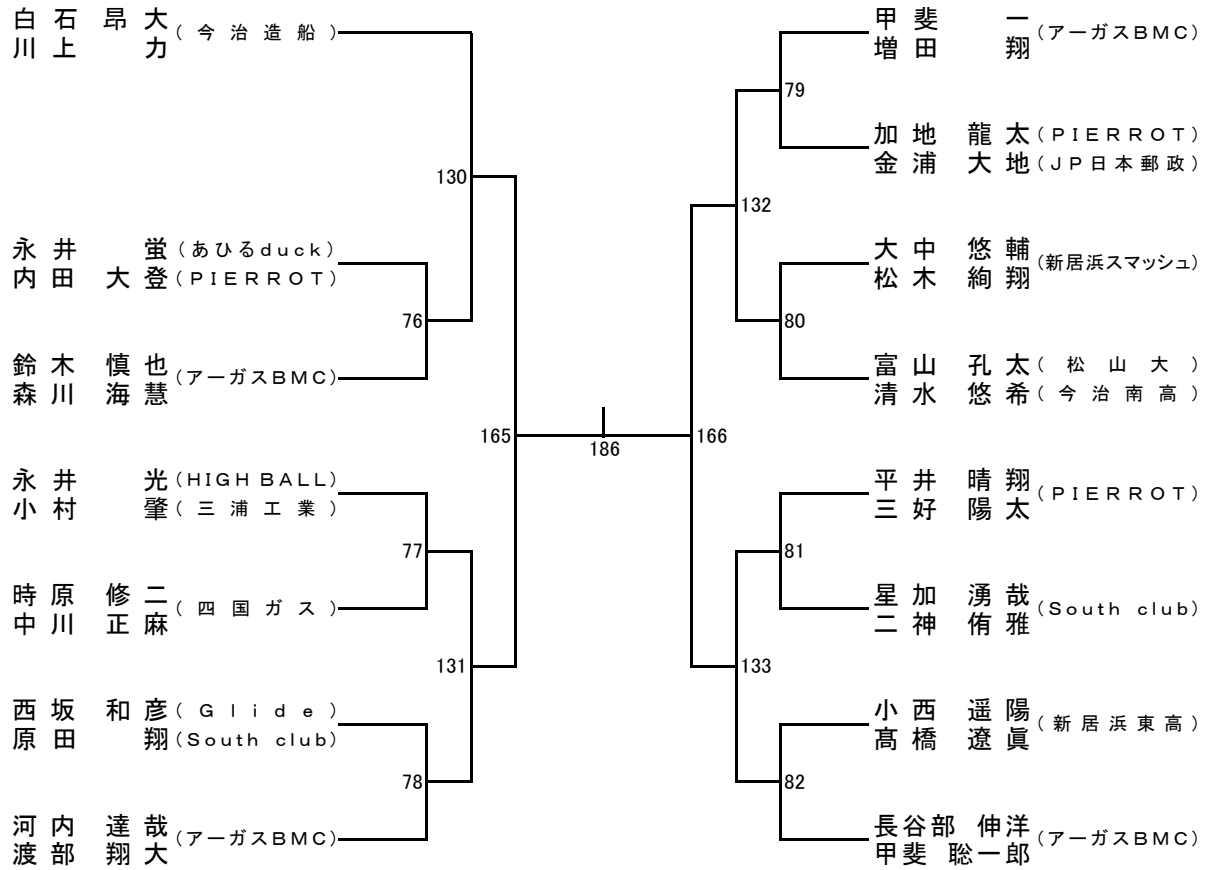 白石 昂大
川上 力
(今治造船)
130
永井 蛍(あひるduck)
内田 大登(PIERROT)
76
鈴木 慎也
森川 海慧
(アーガスBMC)
165
永井 光(HIGH BALL)
小村 肇(三浦工業)
77
時原 修二
中川 正麻
(四国ガス)
131
西坂 和彦(Glide)
原田 翔(South club)
78
河内 達哉
渡部 翔大
(アーガスBMC)
186
甲斐 一
増田 翔
(アーガスBMC)
79
加地 龍太(PIERROT)
金浦 大地(JP日本郵政)
132
大中 悠輔
松木 絢翔
(新居浜スマッシュ)
80
富山 孔太(松山大)
清水 悠希(今治南高)
166
平井 晴翔
三好 陽太
(PIERROT)
81
星加 湧哉
二神 侑雅
(South club)
133
小西 遥陽
髙橋 遼眞
(新居浜東高)
82
長谷部 伸洋
甲斐 聡一郎
(アーガスBMC)